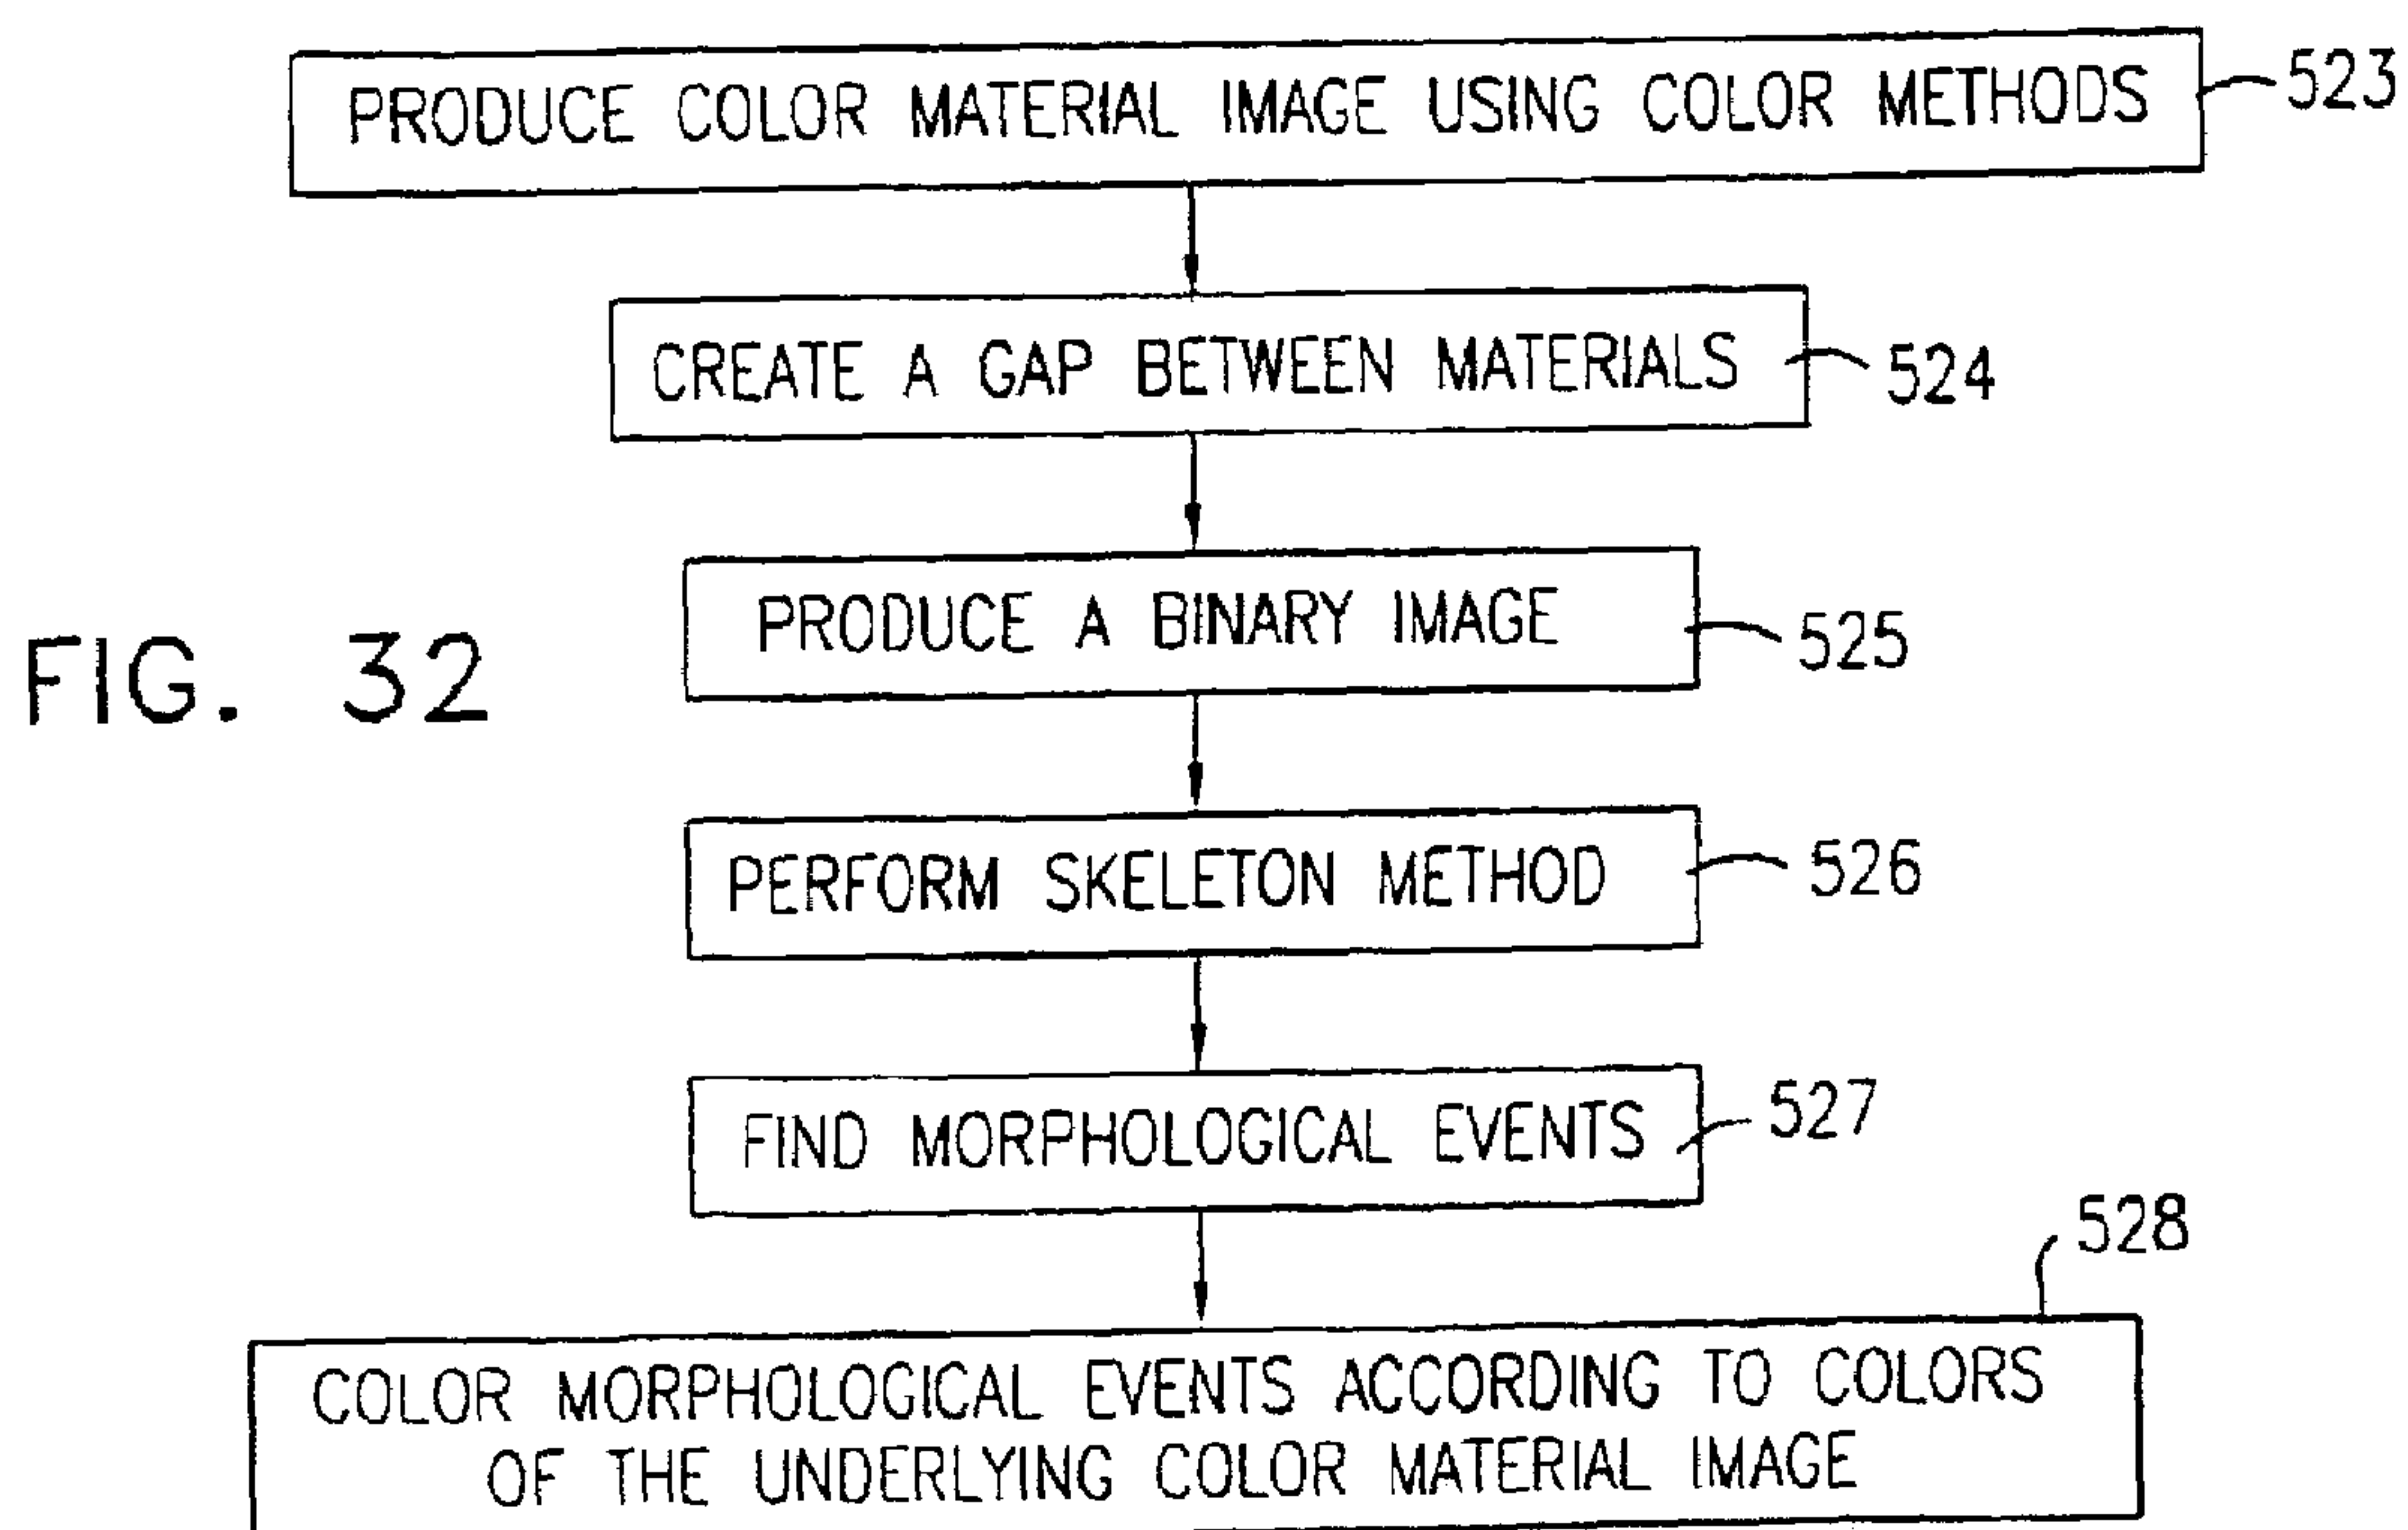 PRODUCE COLOR MATERIAL IMAGE USING COLOR METHODS
523
CREATE A GAP BETWEEN MATERIALS
524
PRODUCE A BINARY IMAGE
525
FIG. 32
PERFORM SKELETON METHOD
526
FIND MORPHOLOGICAL EVENTS
527
528
COLOR MORPHOLOGICAL EVENTS ACCORDING TO COLORS
OF THE UNDERLYING COLOR MATERIAL IMAGE